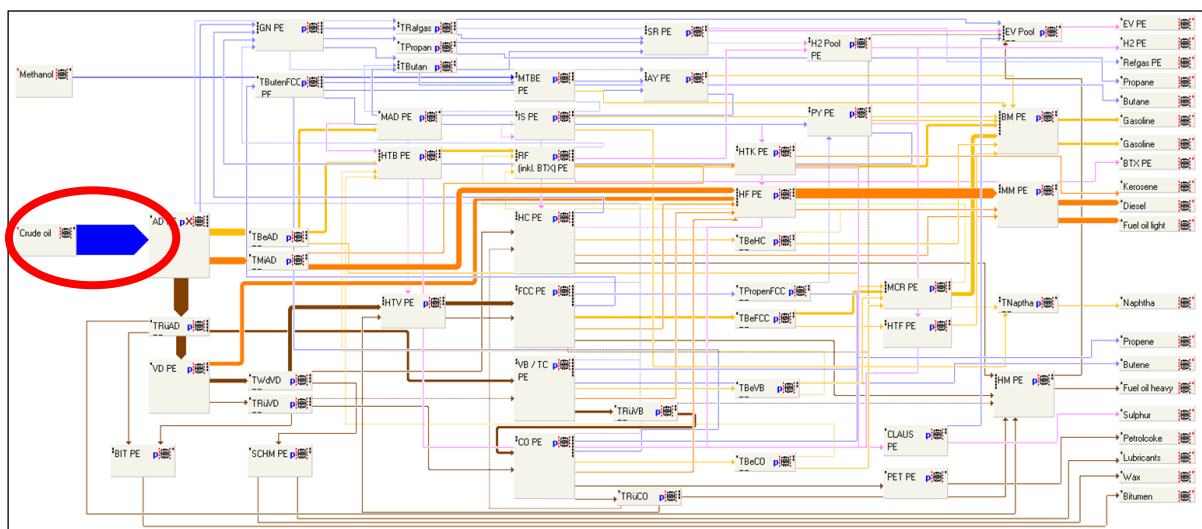 GN PE
TRafgas
TPropan
TButan
SR PE
H2 Pool
PE
EV Pool
EV PE
H2 PE
Refgas PE
Propane
Butane
Gasoline
Gasoline
BTX PE
Kerosene
Diesel
Fuel oil light
Naphtha
Propene
Butene
Fuel oil heavy
Sulphur
Petrolcoke
Lubricants
Wax
Bitumen
Methanol
TButenFCC
PE
MTBE
PE
AY PE
MAD PE
IS PE
PY PE
BM PE
HTB PE
RF
(inkl. BTX) PE
HTK PE
HF PE
MM PE
Crude oil
TBeAD
TMiAD
HC PE
TBeHC
HTV PE
FCC PE
TPropenFCC
TBeFCC
MCR PE
HTF PE
TNaptha
TRüAD
VD PE
TWdVD
TRüVD
VB / TC
PE
TBeVB
TRüVB
HM PE
BIT PE
SCHM PE
CO PE
TBeCO
CLAUS
PE
PET PE
TRüCO